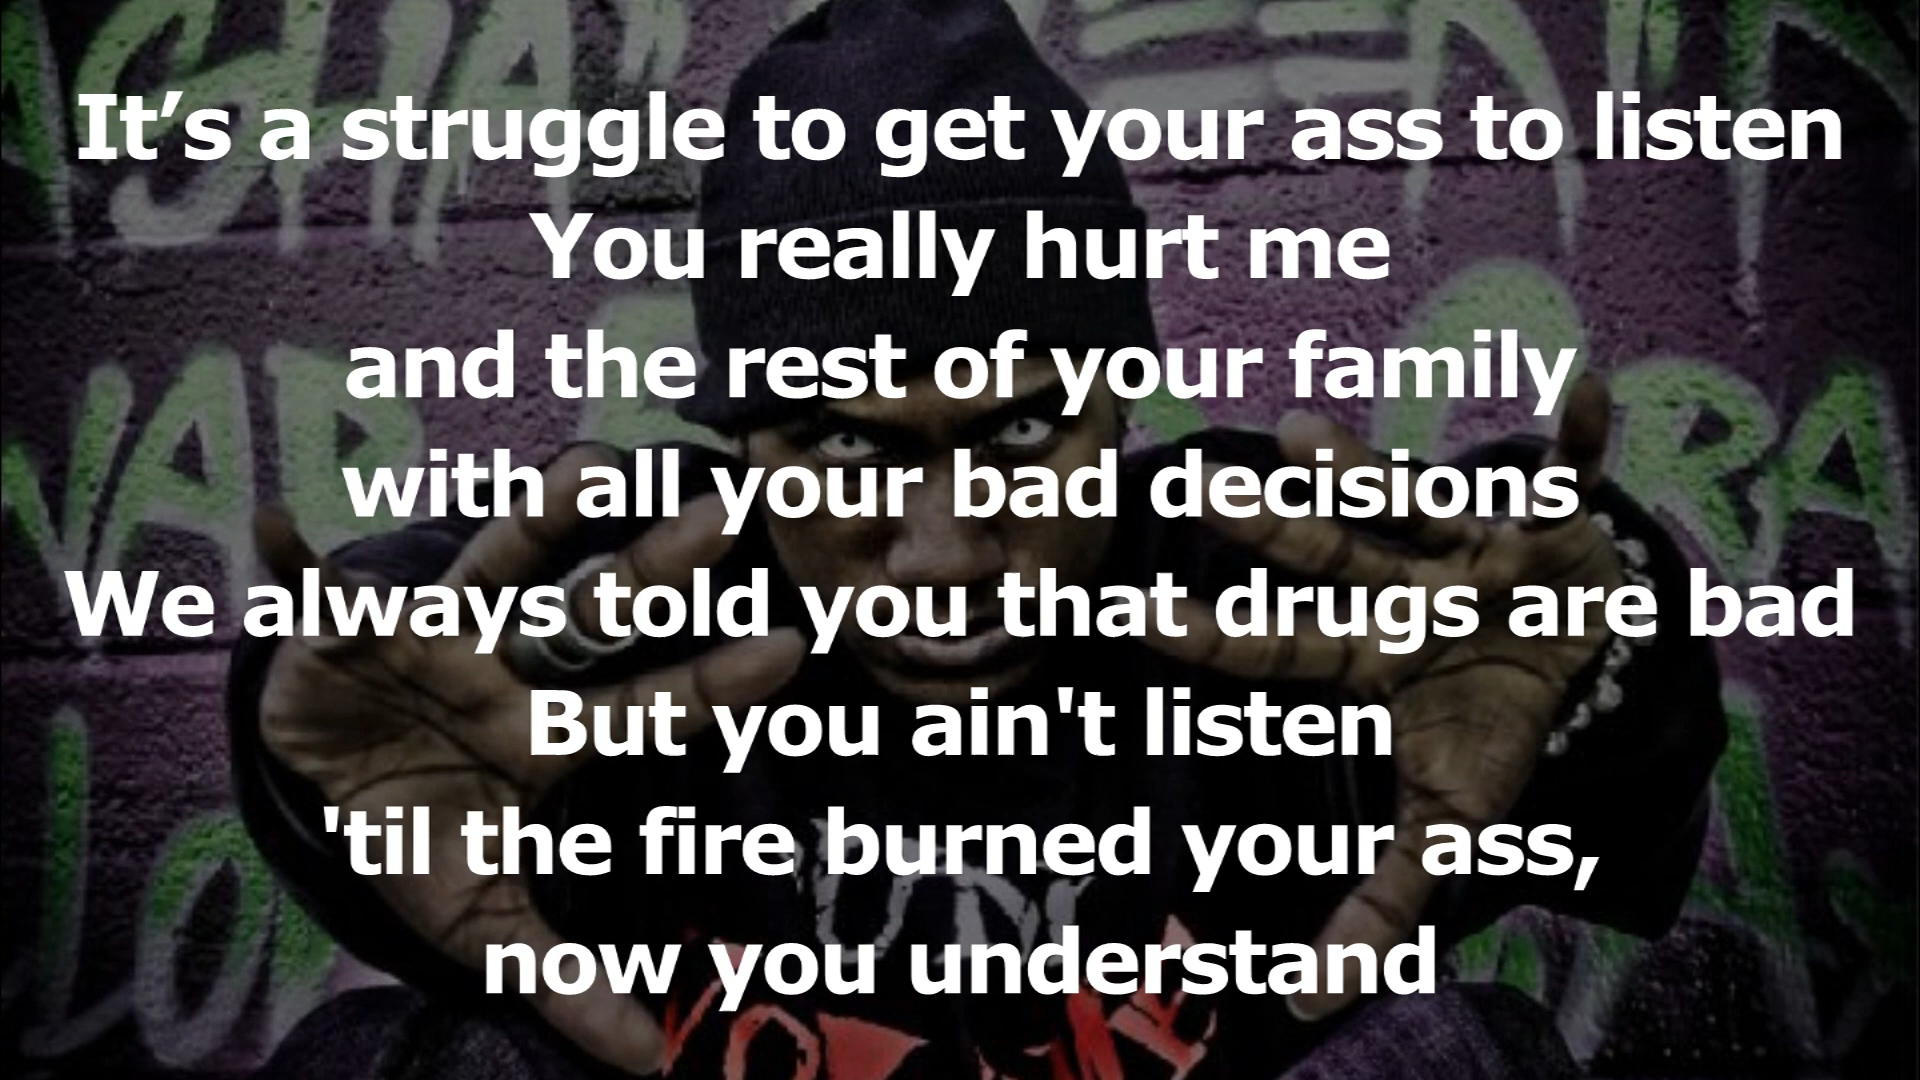 It’s a struggle to get your ass to listen
You really hurt me
and the rest of your family
with all your bad decisions
We always told you that drugs are bad
But you ain't listen
'til the fire burned your ass,
now you understand